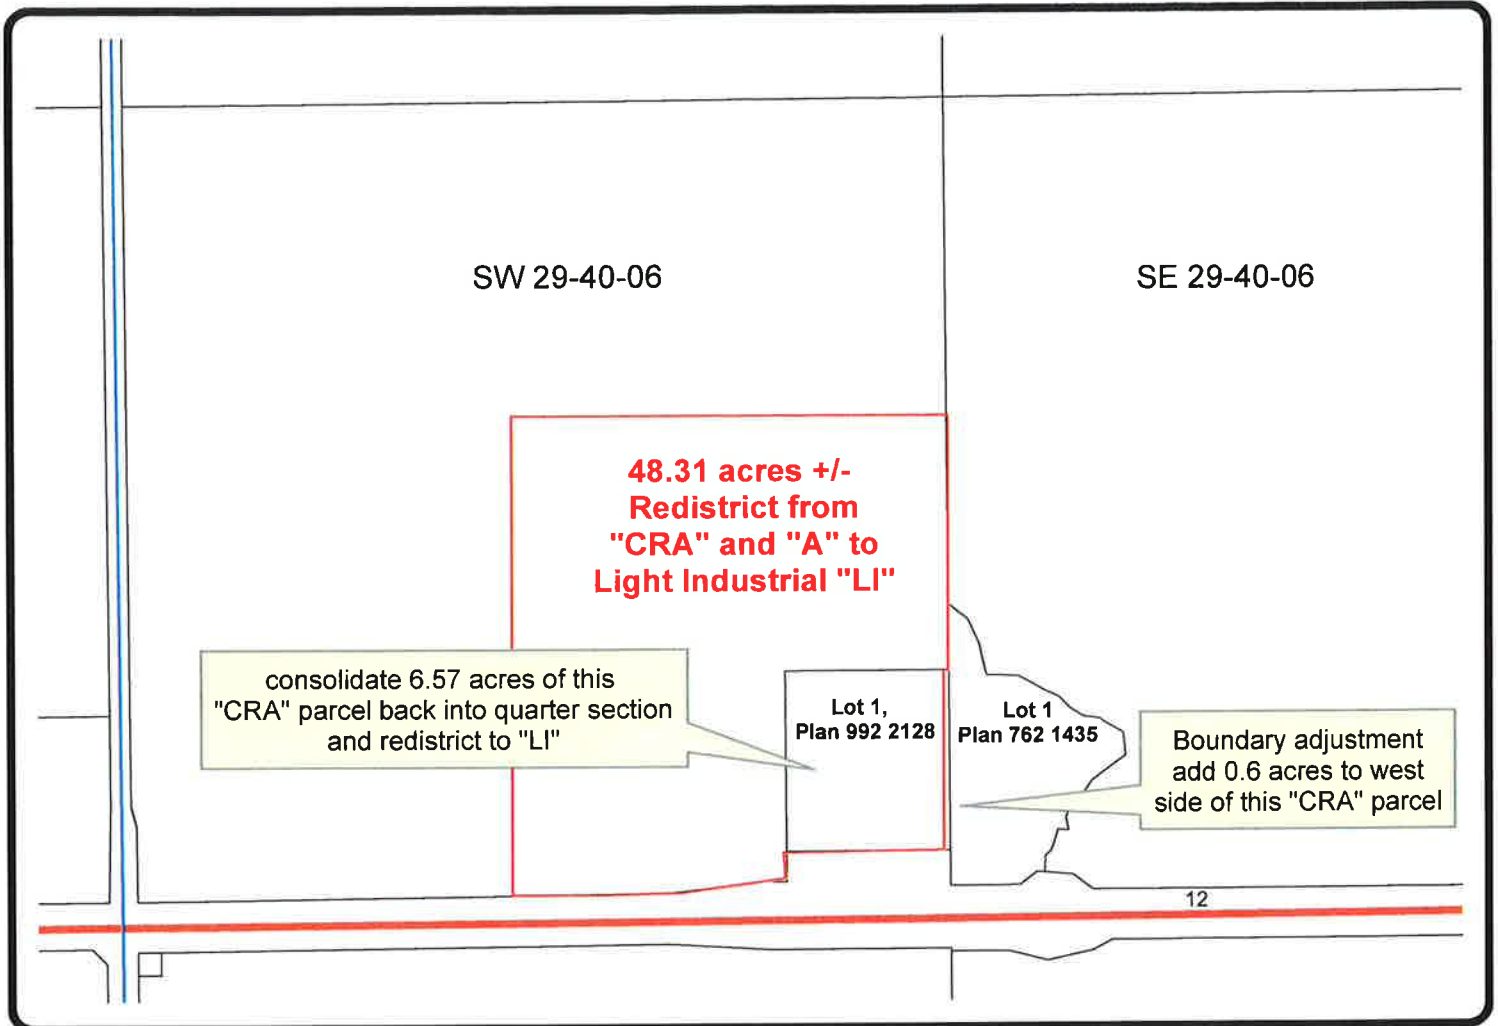 SW 29-40-06
SE 29-40-06
48.31 acres +/-
Redistrict from
"CRA" and "A" to
Light Industrial "LI"
consolidate 6.57 acres of this
"CRA" parcel back into quarter section
and redistrict to "LI"
Lot 1,
Plan 992 2128
Lot 1
Plan 762 1435
Boundary adjustment
add 0.6 acres to west
side of this "CRA" parcel
12